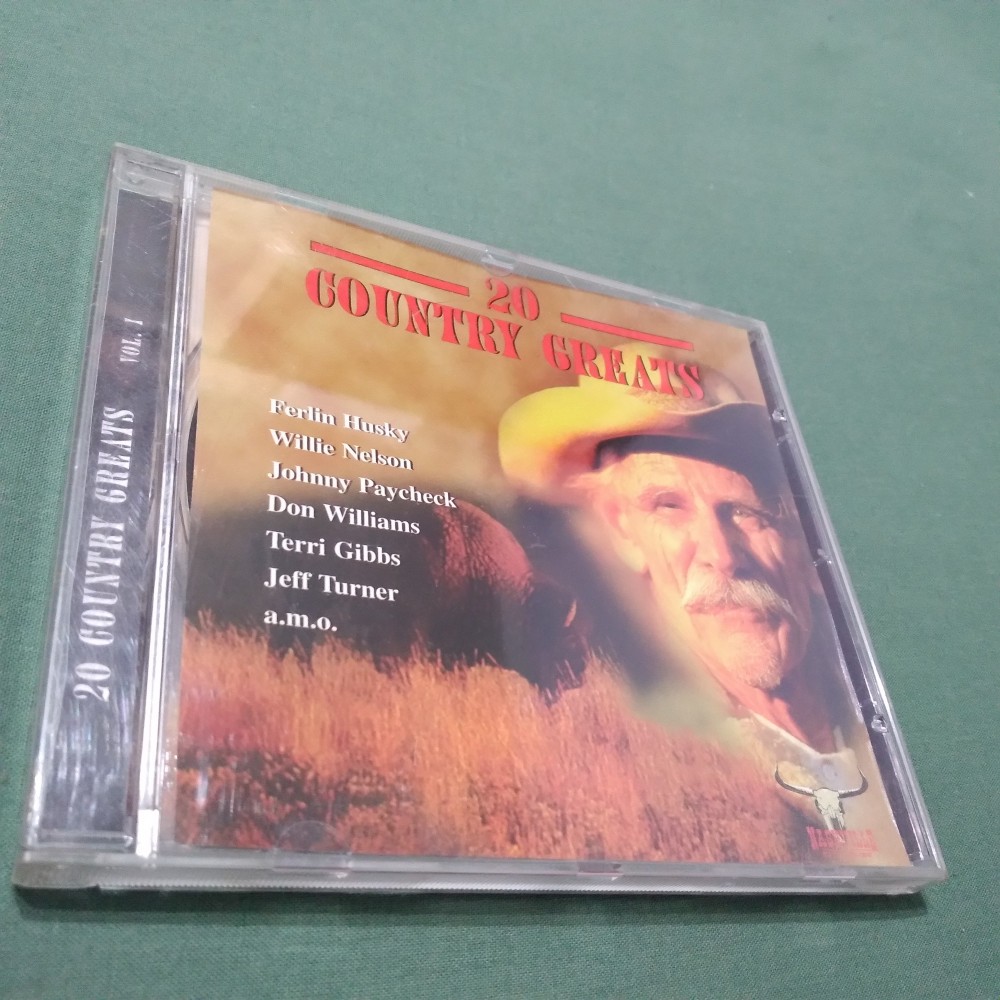 20
COUNTRY GREATS
Ferlin Husky
Willie Nelson
Johnny Paycheck
Don Williams
Terri Gibbs
Jeff Turner
a.m.o.
20 COUNTRY GREATS VOL. 1